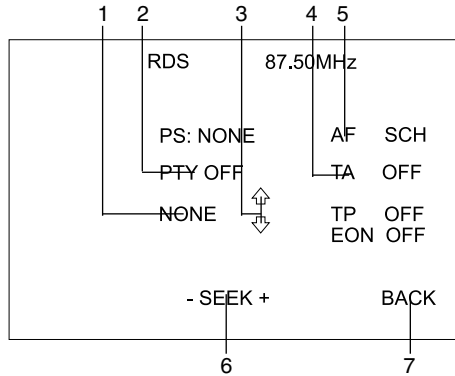 1 2 3 4 5
RDS 87.50MHz
PS: NONE AF SCH
PTY OFF TA OFF
NONE TP OFF
EON OFF
- SEEK + BACK
6 7